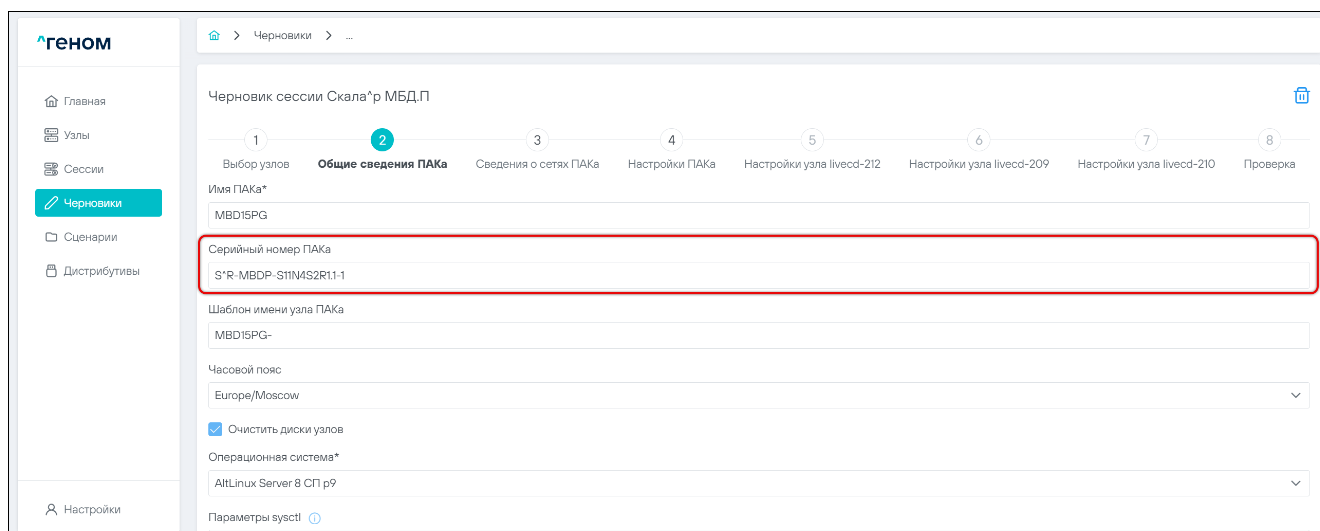 ^геном
Черновики > ...
Главная
Узлы
Сессии
Черновики
Сценарии
Дистрибутивы
Настройки
Черновик сессии Скала^р МБД.П
1 2 3 4 5 6 7 8
Выбор узлов Общие сведения ПАКа Сведения о сетях ПАКа Настройки ПАКа Настройки узла livecd-212 Настройки узла livecd-209 Настройки узла livecd-210 Проверка
Имя ПАКа*
MBD15PG
Серийный номер ПАКа
S^R-MBDP-S11N4S2R1.1-1
Шаблон имени узла ПАКа
MBD15PG-
Часовой пояс
Europe/Moscow
Очистить диски узлов
Операционная система*
AltLinux Server 8 СП p9
Параметры sysctl